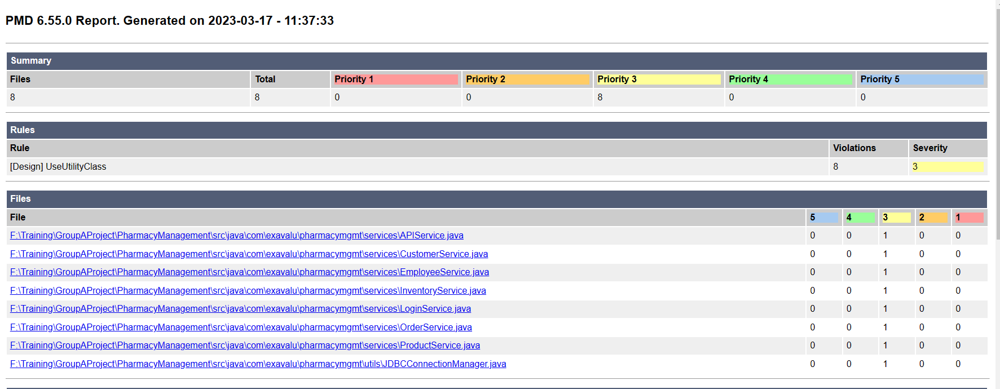 PMD 6.55.0 Report. Generated on 2023-03-17 - 11:37:33
Summary
Files Total Priority 1 Priority 2 Priority 3 Priority 4 Priority 5
8 8 0 0 8 0 0
Rules
Rule Violations Severity
[Design] UseUtilityClass 8 3
Files
File 5 4 3 2 1
F:\Training\GroupAProject\PharmacyManagement\src\java\com\exavalu\pharmacymgmt\services\APIService.java 0 0 1 0 0
F:\Training\GroupAProject\PharmacyManagement\src\java\com\exavalu\pharmacymgmt\services\CustomerService.java 0 0 1 0 0
F:\Training\GroupAProject\PharmacyManagement\src\java\com\exavalu\pharmacymgmt\services\EmployeeService.java 0 0 1 0 0
F:\Training\GroupAProject\PharmacyManagement\src\java\com\exavalu\pharmacymgmt\services\InventoryService.java 0 0 1 0 0
F:\Training\GroupAProject\PharmacyManagement\src\java\com\exavalu\pharmacymgmt\services\LoginService.java 0 0 1 0 0
F:\Training\GroupAProject\PharmacyManagement\src\java\com\exavalu\pharmacymgmt\services\OrderService.java 0 0 1 0 0
F:\Training\GroupAProject\PharmacyManagement\src\java\com\exavalu\pharmacymgmt\services\ProductService.java 0 0 1 0 0
F:\Training\GroupAProject\PharmacyManagement\src\java\com\exavalu\pharmacymgmt\utils\JDBCConnectionManager.java 0 0 1 0 0